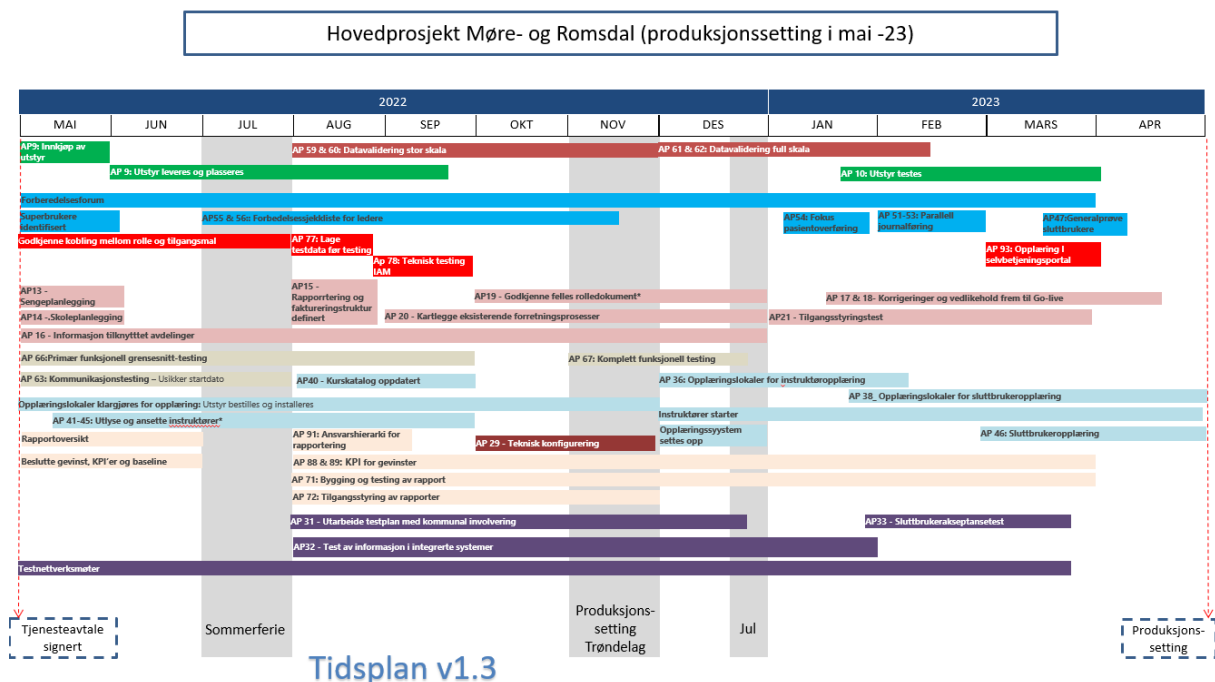 Hovedprosjekt Møre- og Romsdal (produksjonssetting i mai -23)
2022
2023
MAI
JUN
JUL
AUG
SEP
OKT
NOV
DES
JAN
FEB
MARS
APR
AP9: Innkjøp av
utstyr
AP 59 & 60: Datavalidering stor skala
AP 61 & 62: Datavalidering full skala
AP 9: Utstyr leveres og plasseres
AP 10: Utstyr testes
Forberedelsesforum
Superbrukere
identifisert
AP55 & 56:: Forbedelsessjekkliste for ledere
AP54: Fokus
pasientoverføring
AP 51-53: Parallell
journalføring
AP47:Generalprøve
sluttbrukere
Godkjenne kobling mellom rolle og tilgangsmal
AP 77: Lage
testdata før testing
Ap 78: Teknisk testing
IAM
AP 93: Opplæring I
selvbetjeningsportal
AP13 -
Sengeplanlegging
AP15 -
Rapporrtering og
faktureringstruktur
definert
AP19 - Godkjenne felles rolledokument*
AP 17 & 18- Korrigeringer og vedlikehold frem til Go-live
AP14 -.Skoleplanlegging
AP 20 - Kartlegge eksisterende forretningsprosesser
AP21 - Tilgangsstyringstest
AP 16 - Informasjon tilknytttet avdelinger
AP 66:Primær funksjonell grensesnitt-testing
AP 67: Komplett funksjonell testing
AP 63: Kommunikasjonstesting – Usikker startdato
AP40 - Kurskatalog oppdatert
AP 36: Opplæringslokaler for instruktøropplæring
Opplæringslokaler klargjøres for opplæring: Utstyr bestilles og installeres
AP 38_ Opplæringslokaler for sluttbrukeropplæring
AP 41-45: Utlyse og ansette instruktører*
Instruktører starter
Rapportoversikt
AP 91: Ansvarshierarki for
rapportering
AP 29 - Teknisk konfigurering
Opplæringssyystem
settes opp
AP 46: Sluttbrukeropplæring
Beslutte gevinst, KPI'er og baseline
AP 88 & 89: KPI for gevinster
AP 71: Bygging og testing av rapport
AP 72: Tilgangsstyring av rapporter
AP 31 - Utarbeide testplan med kommunal involvering
AP33 - Sluttbrukerakseptansetest
AP32 - Test av informasjon i integrerte systemer
Testnettverksmøter
Tjenesteavtale
signert
Sommerferie
Produksjons-
setting
Trøndelag
Jul
Produksjons-
setting
Tidsplan v1.3